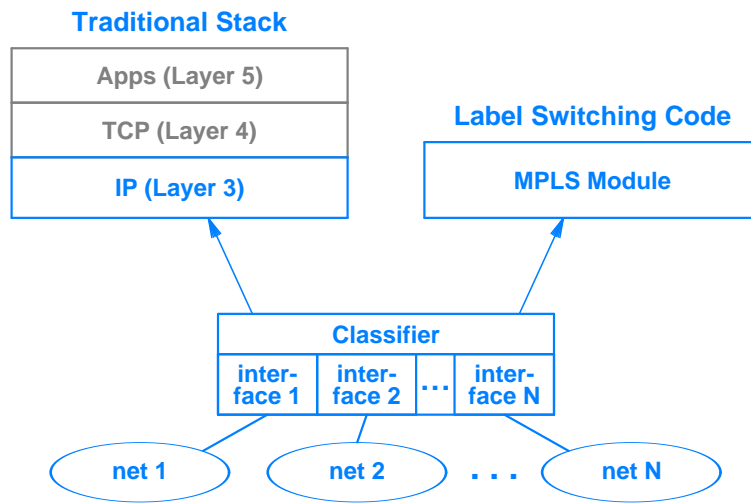 Traditional Stack
Apps (Layer 5)
TCP (Layer 4)
IP (Layer 3)
Label Switching Code
MPLS Module
Classifier
inter-
face 1
inter-
face 2
...
inter-
face N
net 1
net 2
. . .
net N